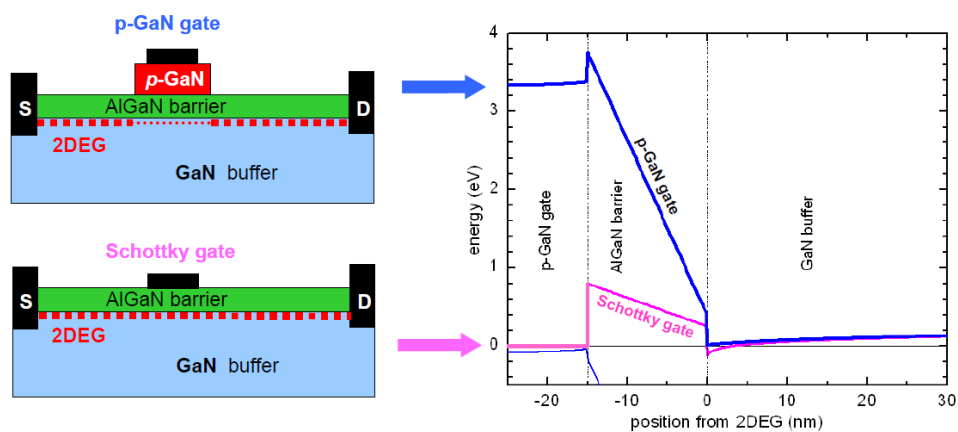 p-GaN gate
p-GaN
S
D
AlGaN barrier
2DEG
GaN buffer
Schottky gate
S
D
AlGaN barrier
2DEG
GaN buffer
4
3
2
1
0
energy (eV)
p-GaN gate
AlGaN barrier
p-GaN gate
Schottky gate
GaN buffer
-20 -10 0 10 20 30
position from 2DEG (nm)